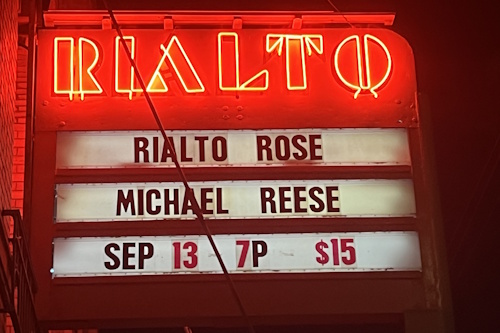 RIALTO
RIALTO ROSE
MICHAEL REESE
SEP 13 7P $15